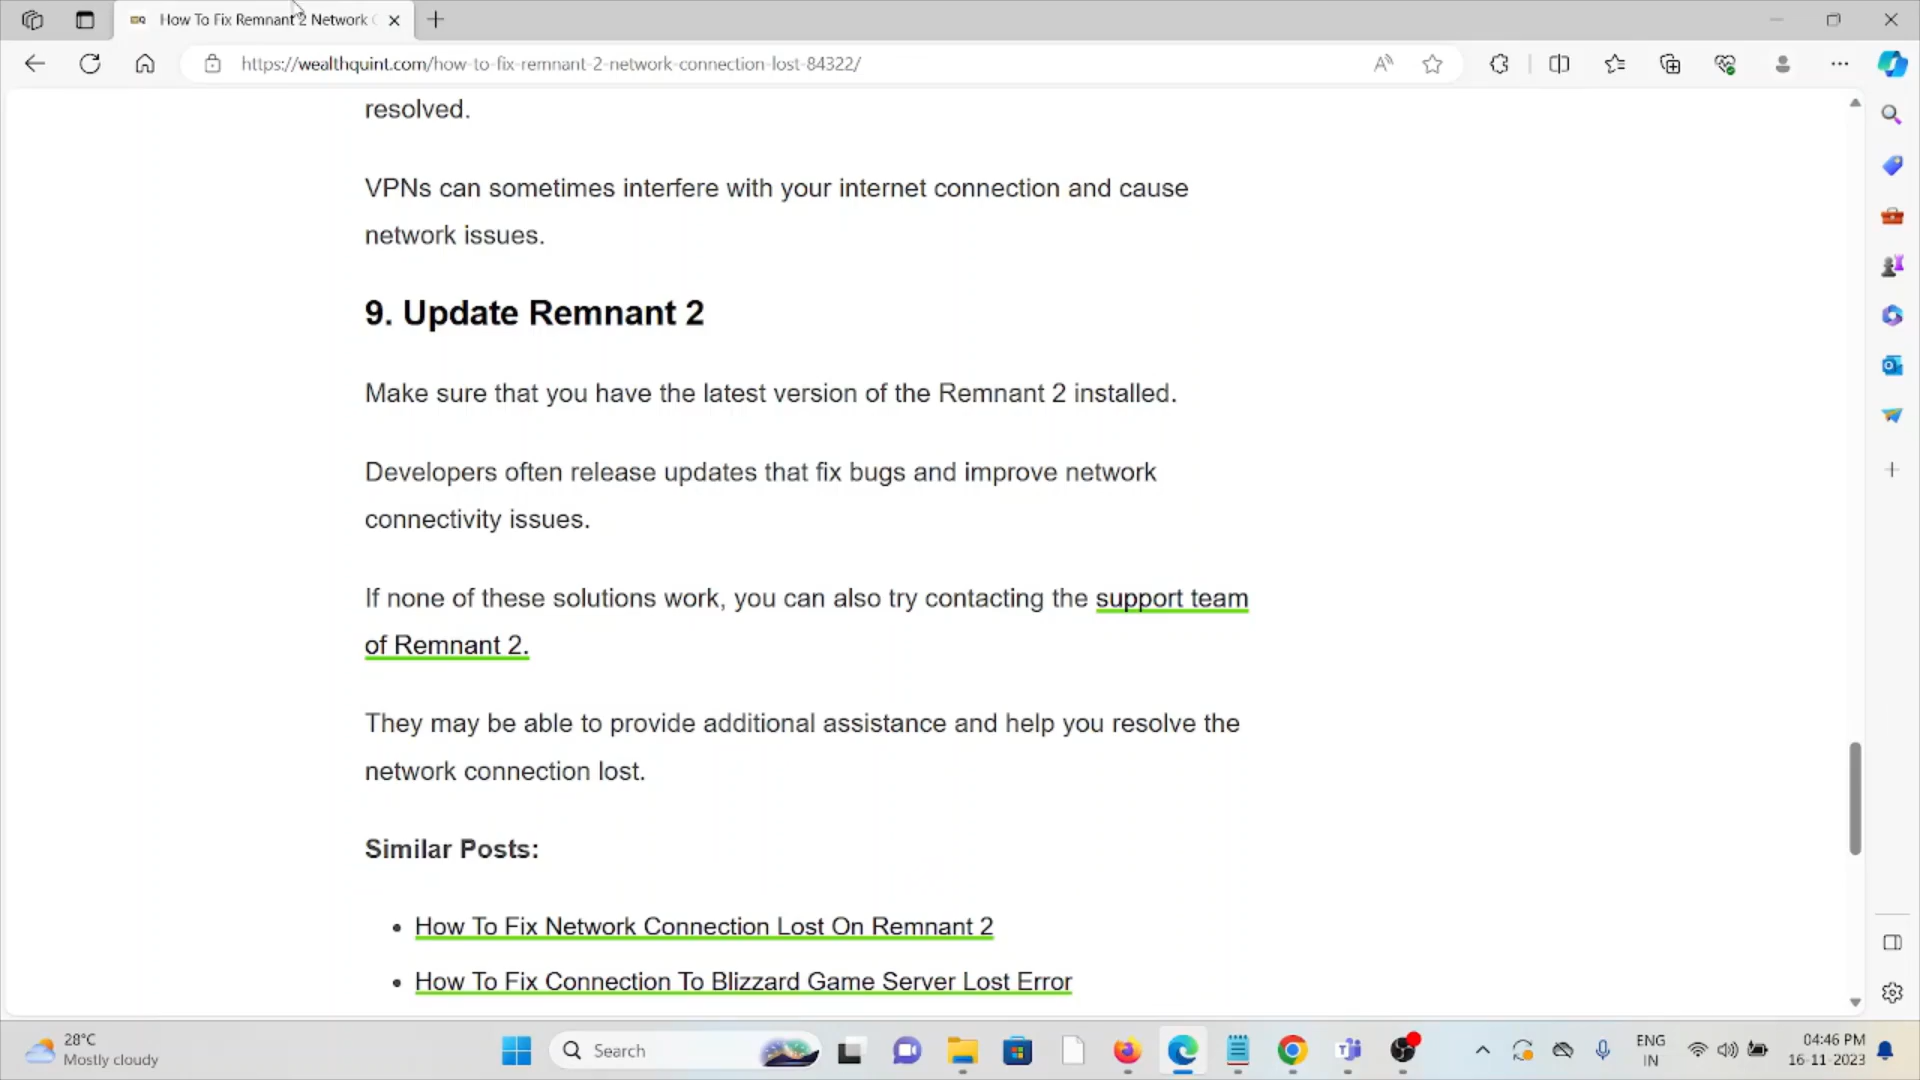 How To Fix Remnant 2 Network
https://wealthquint.com/how-to-fix-remnant-2-network-connection-lost-84322/
resolved.
VPNs can sometimes interfere with your internet connection and cause
network issues.
9. Update Remnant 2
Make sure that you have the latest version of the Remnant 2 installed.
Developers often release updates that fix bugs and improve network
connectivity issues.
If none of these solutions work, you can also try contacting the support team
of Remnant 2.
They may be able to provide additional assistance and help you resolve the
network connection lost.
Similar Posts:
• How To Fix Network Connection Lost On Remnant 2
• How To Fix Connection To Blizzard Game Server Lost Error
28°C
Mostly cloudy
Search
ENG
IN
04:46 PM
16-11-2023